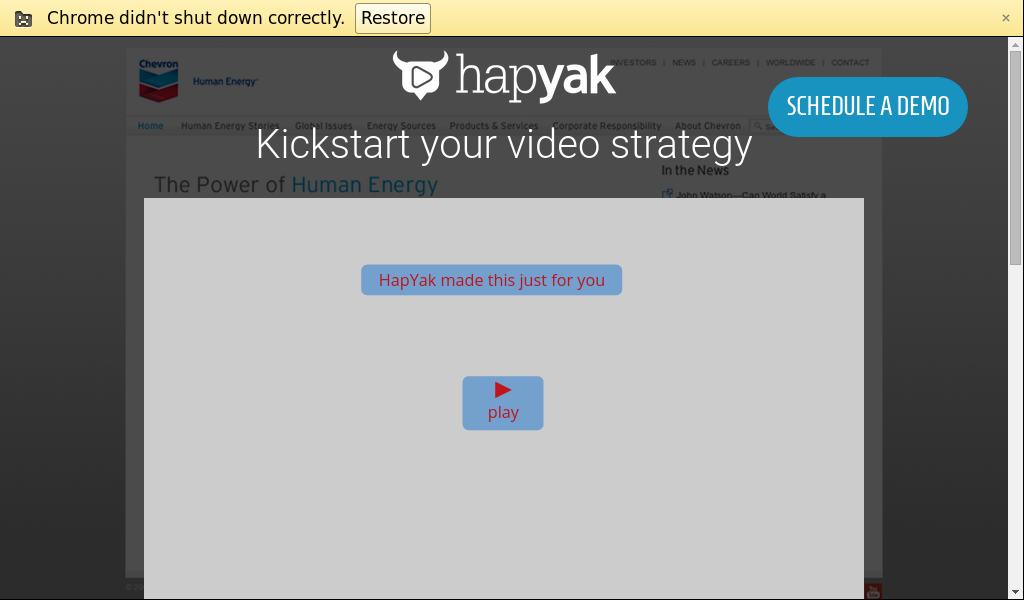 Chrome didn't shut down correctly. Restore
Chevron
Human Energy
INVESTORS | NEWS | CAREERS | WORLDWIDE | CONTACT
hapyak
SCHEDULE A DEMO
Home Human Energy Stories Global Issues Energy Sources Products & Services Corporate Responsibility About Chevron
Kickstart your video strategy
In the News
The Power of Human Energy
John Watson—Can World Satisfy a
HapYak made this just for you
play